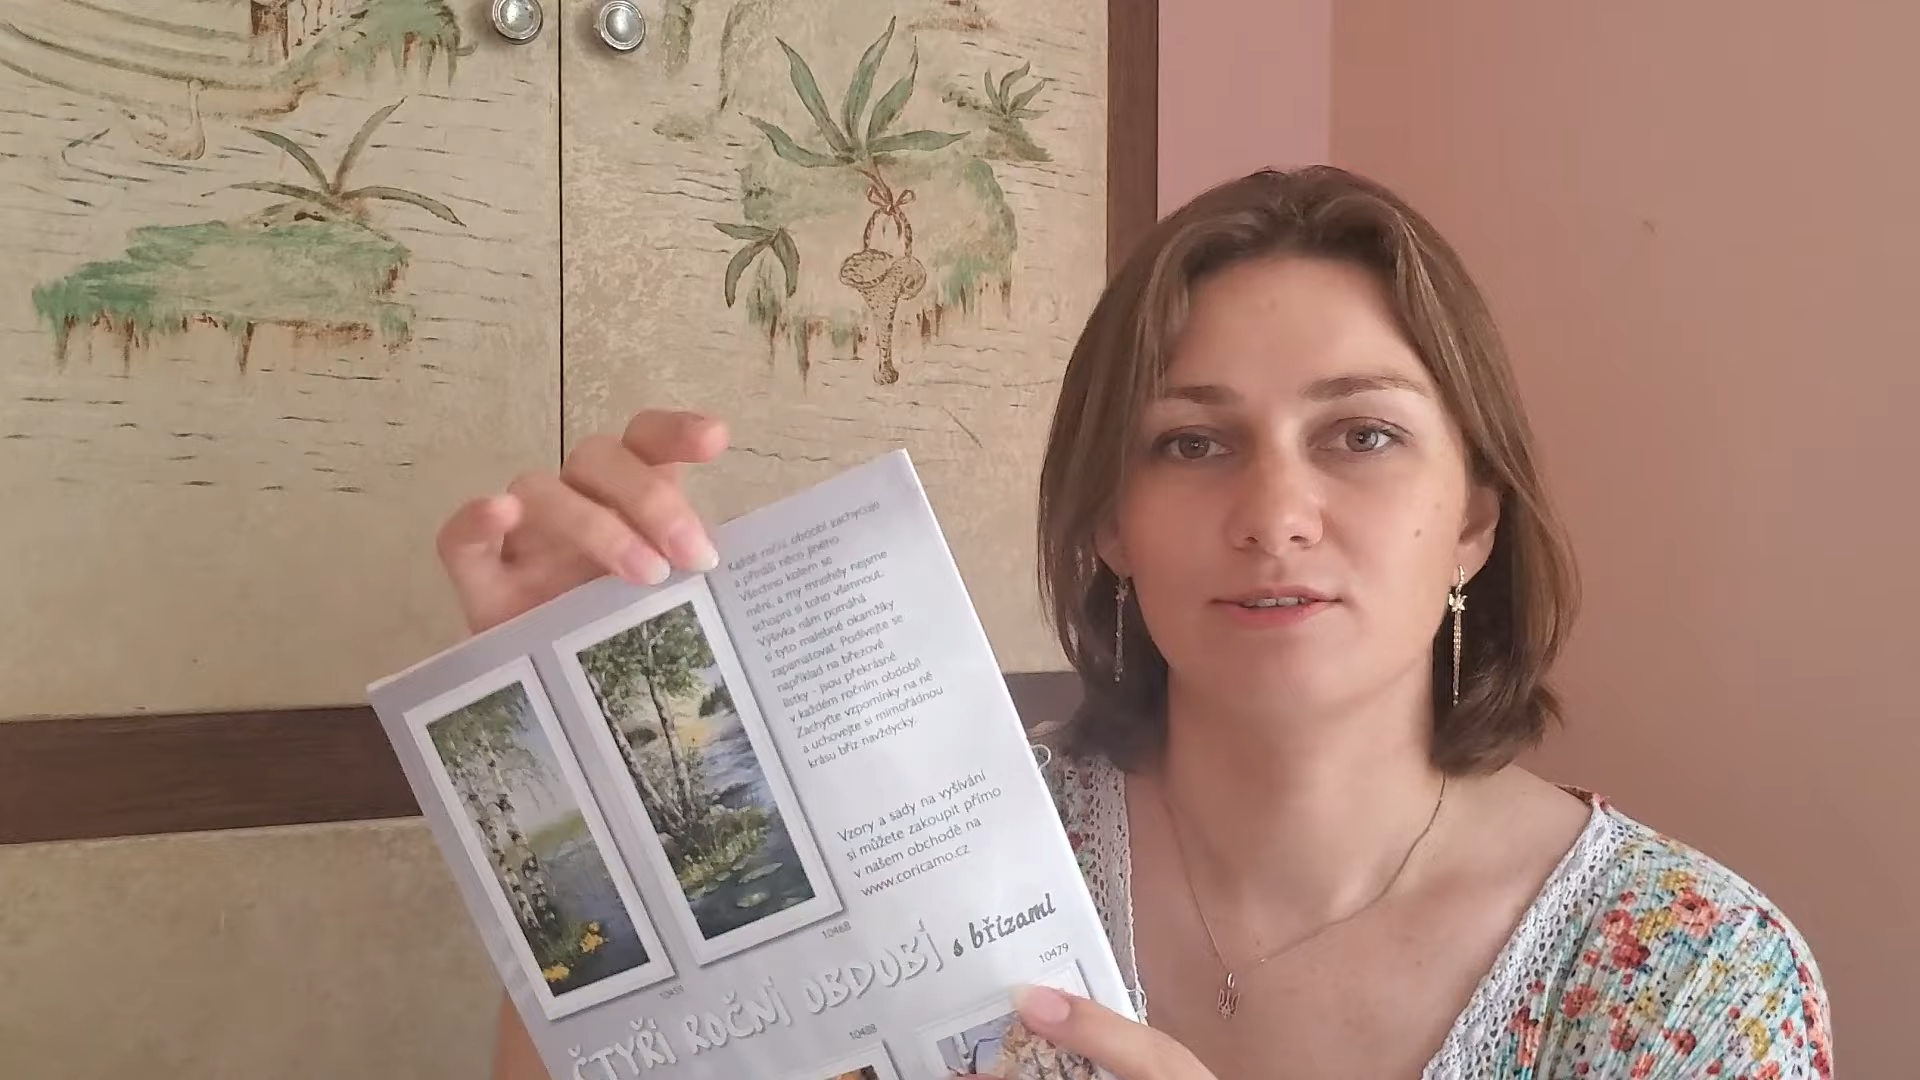 Každé roční období zachycuje
a přináší něco jiného.
Všechno kolem se
mění, a my mnohdy nejsme
schopni si toho všimnout.
Výšivka nám pomáhá
si tyto malebné okamžiky
zapamatovat. Podívejte se
například na březové
lístky - jsou překrásné
v každém ročním období!
Zachyťte vzpomínky na ně
a uchovejte si mimořádnou
krásu bříz navždycky.
Vzory a sady na vyšívání
si můžete zakoupit přímo
v našem obchodě na
www.coricamo.cz
10468
ČTYŘI ROČNÍ OBDOBÍ s břízami
10479
10488